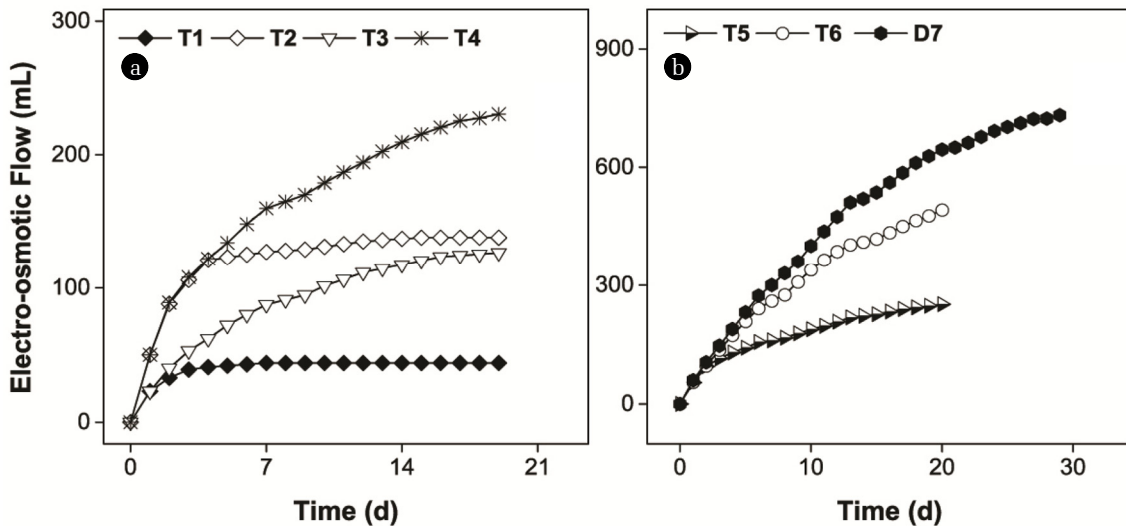 Electro-osmotic Flow (mL)
300
200
100
0
T1 T2 T3 T4
a
0 7 14 21
Time (d)
900
600
300
0
T5 T6 D7
b
0 10 20 30
Time (d)